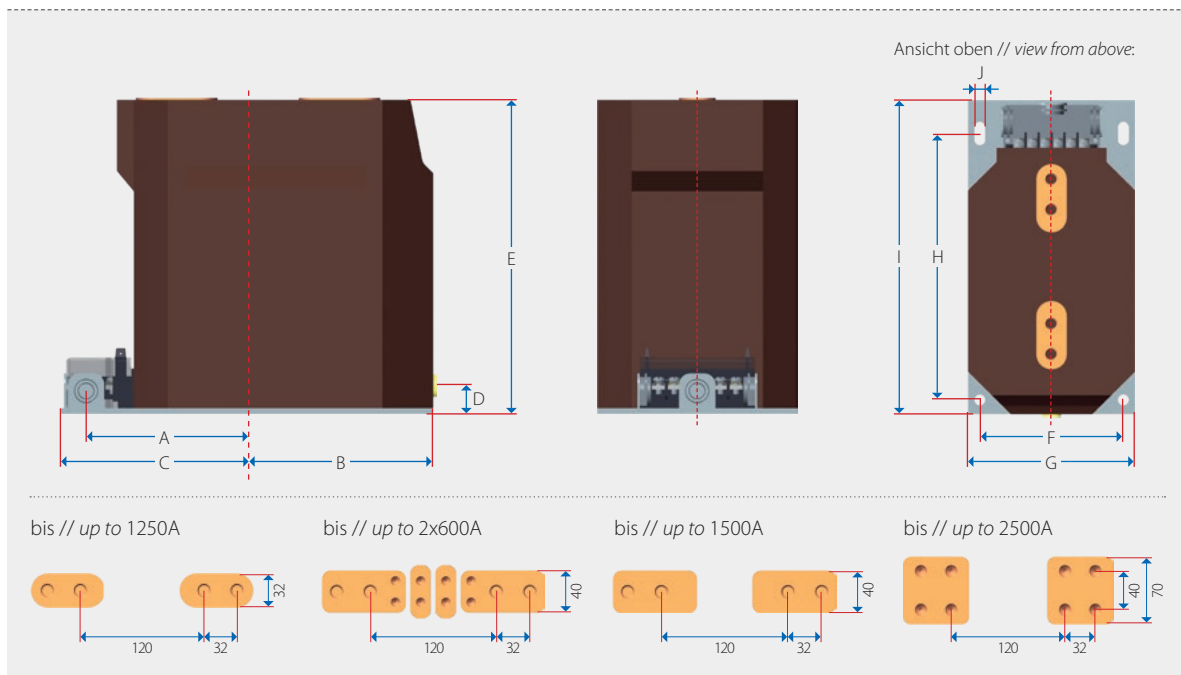 Ansicht oben // view from above:
J
E
I
H
D
A
F
C
B
G
bis // up to 1250A
bis // up to 2x600A
bis // up to 1500A
bis // up to 2500A
32
120
32
40
120
32
40
120
32
40
70
120
32